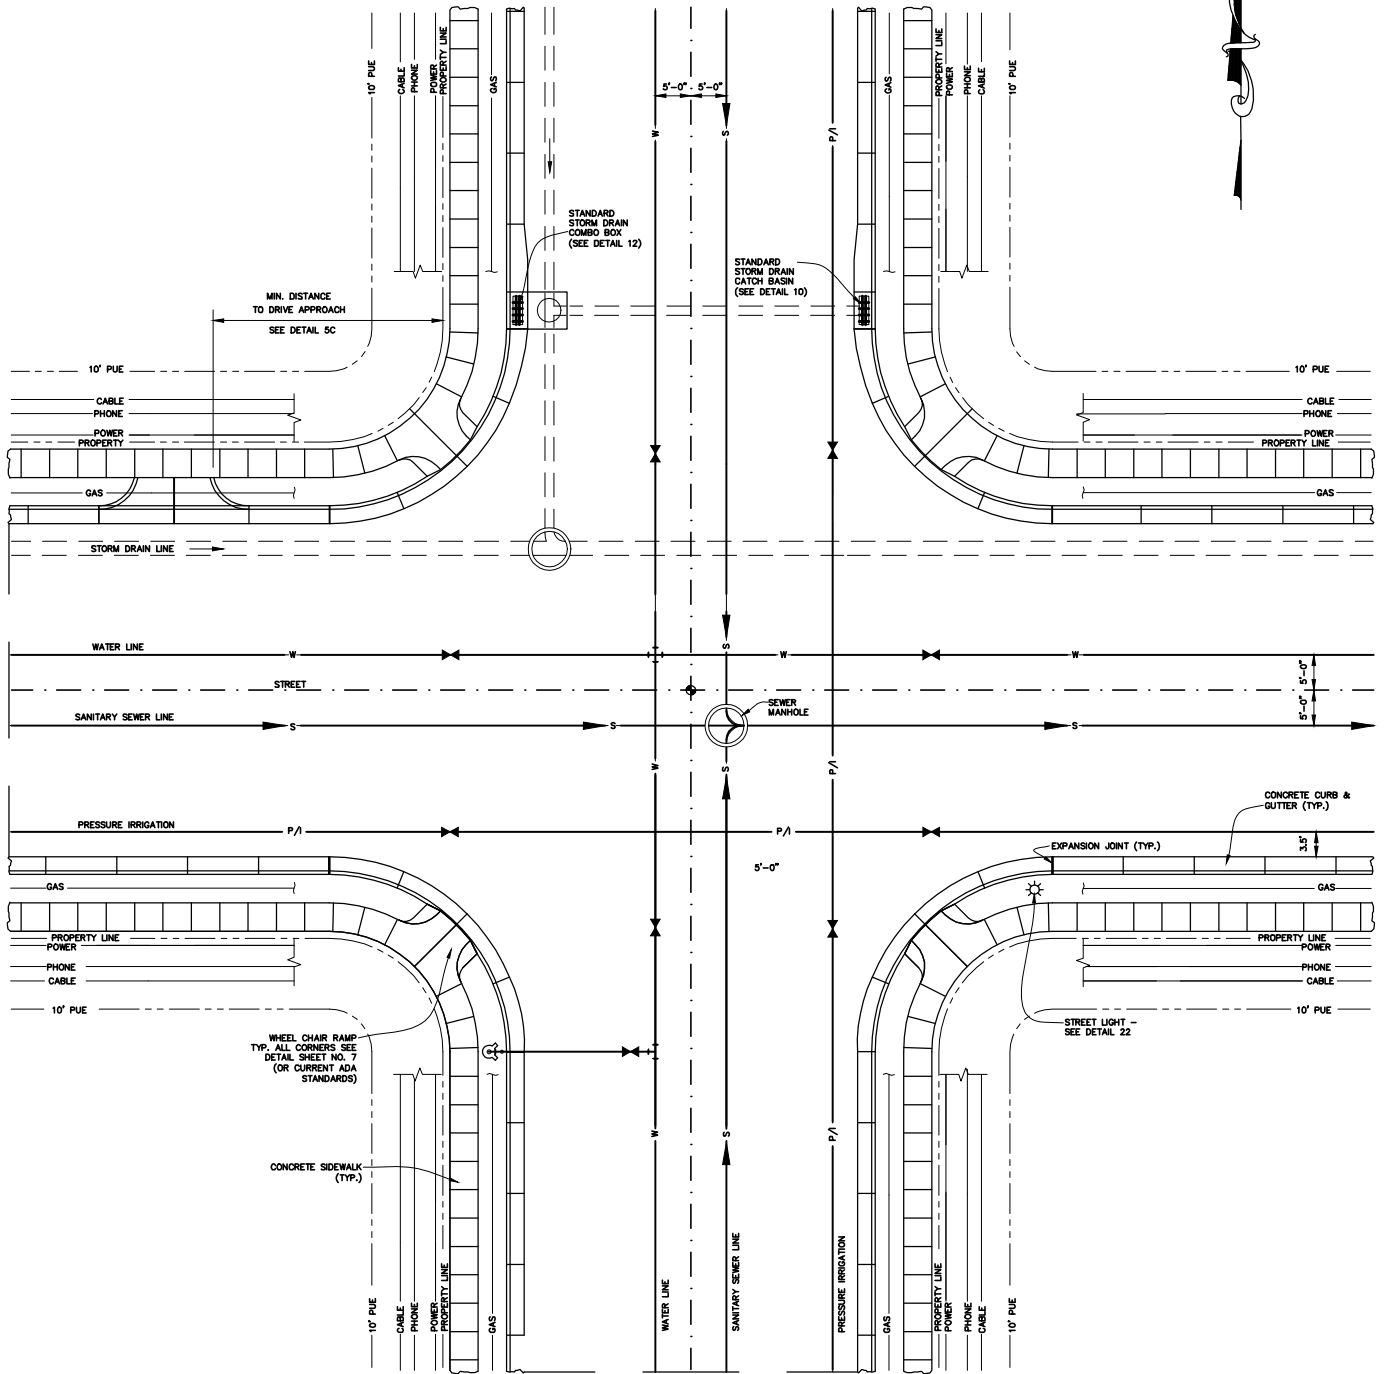 10' PUE
CABLE
PHONE
POWER
PROPERTY LINE
GAS
5'-0"
5'-0"
W
S
P/I
GAS
PROPERTY LINE
POWER
PHONE
CABLE
10' PUE
STANDARD
STORM DRAIN
COMBO BOX
(SEE DETAIL 12)
STANDARD
STORM DRAIN
CATCH BASIN
(SEE DETAIL 10)
MIN. DISTANCE
TO DRIVE APPROACH
SEE DETAIL 5C
10' PUE
CABLE
PHONE
POWER
PROPERTY
GAS
10' PUE
CABLE
PHONE
POWER
PROPERTY LINE
GAS
STORM DRAIN LINE
WATER LINE
W
S
W
W
STREET
5'-0"
5'-0"
SANITARY SEWER LINE
S
S
SEWER
MANHOLE
S
W
S
P/I
CONCRETE CURB &
GUTTER (TYP.)
PRESSURE IRRIGATION
P/I
P/I
3.5'
EXPANSION JOINT (TYP.)
5'-0"
GAS
PROPERTY LINE
POWER
PHONE
CABLE
10' PUE
GAS
PROPERTY LINE
POWER
PHONE
CABLE
10' PUE
STREET LIGHT -
SEE DETAIL 22
WHEEL CHAIR RAMP
TYP. ALL CORNERS SEE
DETAIL SHEET NO. 7
(OR CURRENT ADA
STANDARDS)
CONCRETE SIDEWALK
(TYP.)
W
S
P/I
10' PUE
CABLE
PHONE
POWER
PROPERTY LINE
GAS
WATER LINE
SANITARY SEWER LINE
PRESSURE IRRIGATION
GAS
PROPERTY LINE
POWER
PHONE
CABLE
10' PUE